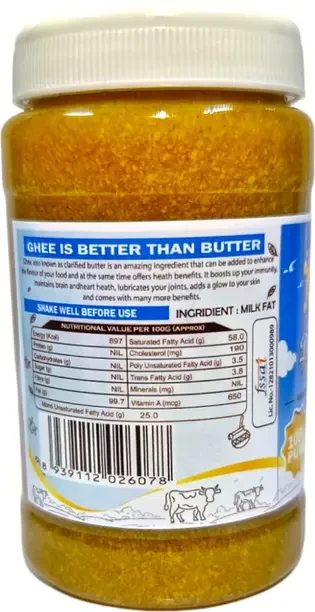 GHEE IS BETTER THAN BUTTER
Ghee, also known as clarified butter is an amazing ingredient that can be added to enhance
the flavour of your food and at the same time offers heath benefits. It boosts up your immunity,
maintains brain andheart heath, lubricates your joints, adds a glow to your skin
and comes with many more benefits.
SHAKE WELL BEFORE USE
INGRIDIENT : MILK FAT
NUTRITIONAL VALUE PER 100G (APPROX)
Energy (Kcal) 897 Saturated Fatty Acid (g) 58.0
Protein (g) NIL Cholesterol (mg) 190
Carbohydrates (g) NIL Poly Unsaturated Fatty Acid (g) 3.5
Sugar (g) NIL Trans Fatty Acid (g) 3.8
Fibre (g) NIL Minerals (mg) NIL
Fat (g) 99.7 Vitamin A (mcg) 650
Mono Unsaturated Fatty Acid (g) 25.0
fssai
Lic. No.-12821013000989
8 939112 026078